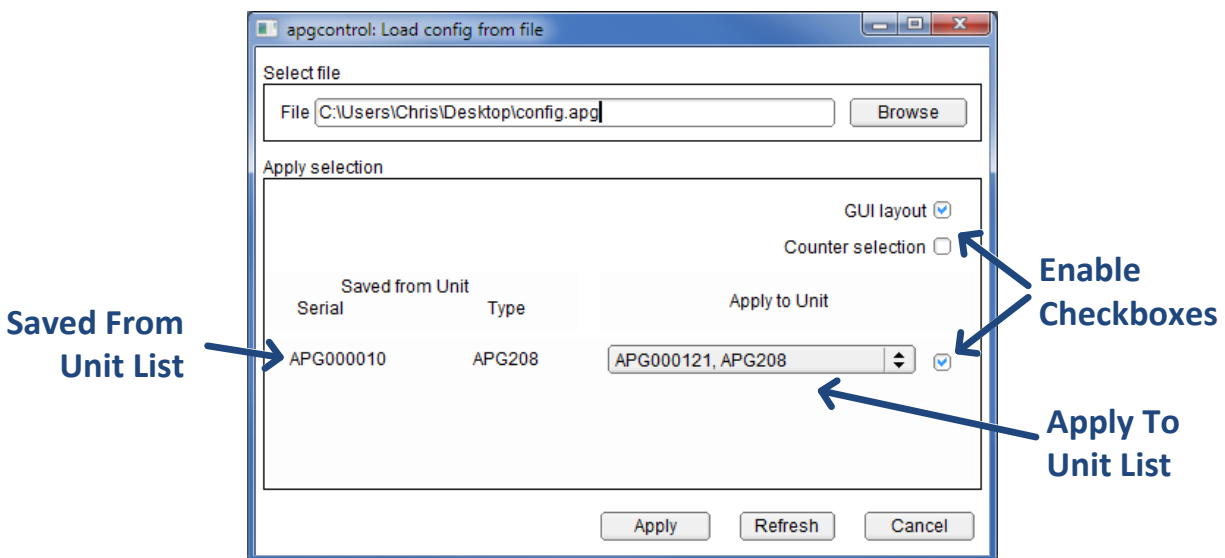 apgcontrol: Load config from file
Select file
File C:\Users\Chris\Desktop\config.apg Browse
Apply selection
GUI layout
Counter selection
Enable
Checkboxes
Saved from Unit
Serial Type Apply to Unit
Saved From
Unit List
APG000010 APG208 APG000121, APG208
Apply To
Unit List
Apply Refresh Cancel